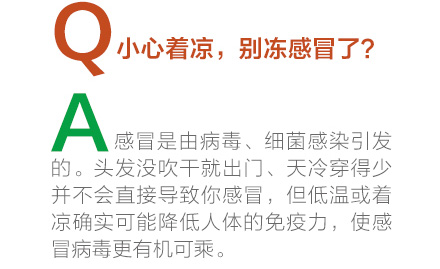 Q小心着凉，别冻感冒了？
A感冒是由病毒、细菌感染引发
的。头发没吹干就出门、天冷穿得少
并不会直接导致你感冒，但低温或着
凉确实可能降低人体的免疫力，使感
冒病毒更有机可乘。